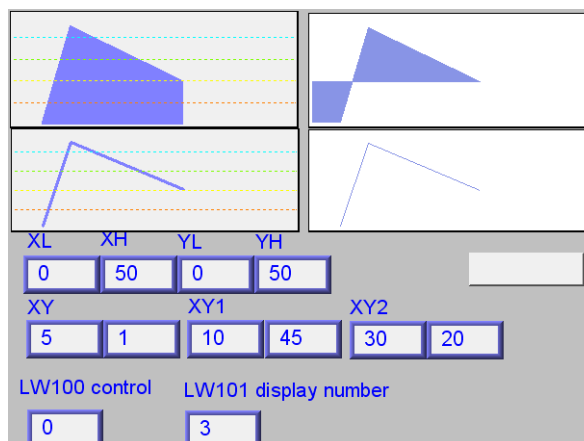 XL XH YL YH
0 50 0 50
XY XY1 XY2
5 1 10 45 30 20
LW100 control LW101 display number
0 3